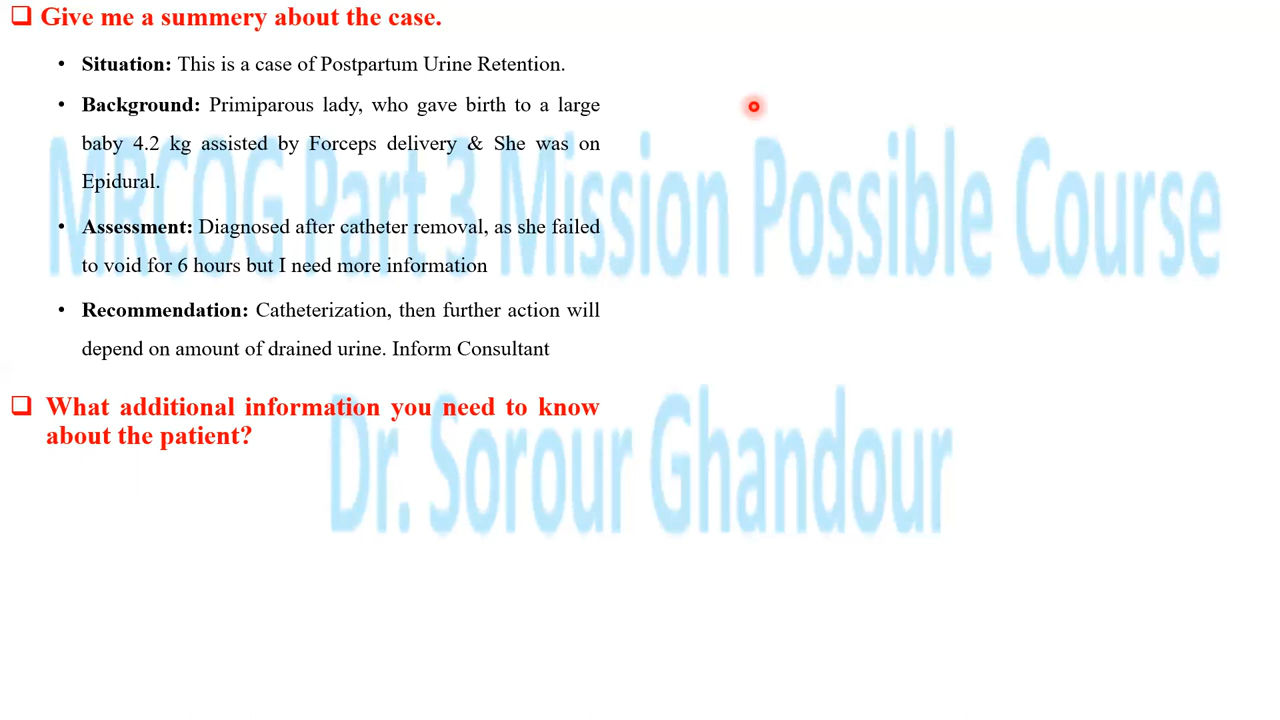 ❑ Give me a summery about the case.
• Situation: This is a case of Postpartum Urine Retention.
• Background: Primiparous lady, who gave birth to a large
baby 4.2 kg assisted by Forceps delivery & She was on
Epidural.
• Assessment: Diagnosed after catheter removal, as she failed
to void for 6 hours but I need more information
• Recommendation: Catheterization, then further action will
depend on amount of drained urine. Inform Consultant
❑ What additional information you need to know
about the patient?
MRCOG Part 3 Mission Possible Course
Dr. Sorour Ghandour